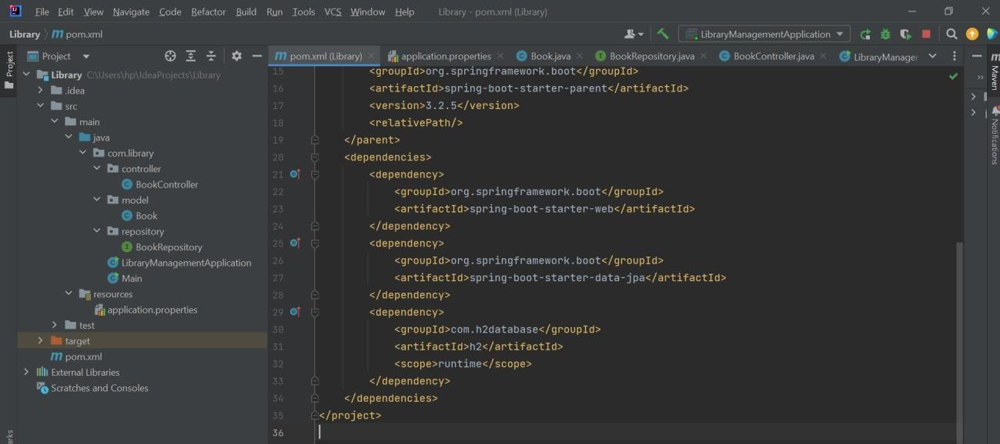 File Edit View Navigate Code Refactor Build Run Tools VCS Window Help Library - pom.xml (Library)
Library pom.xml LibraryManagementApplication
Project
Project
pom.xml (Library) application.properties Book.java BookRepository.java BookController.java LibraryManager
Library C:\Users\hp\IdeaProjects\Library
.idea
src
main
java
com.library
controller
BookController
model
Book
repository
BookRepository
LibraryManagementApplication
Main
resources
application.properties
test
target
pom.xml
External Libraries
Scratches and Consoles
15 <groupId>org.springframework.boot</groupId>
16 <artifactId>spring-boot-starter-parent</artifactId>
17 <version>3.2.5</version>
18 <relativePath/>
19 </parent>
20 <dependencies>
21 <dependency>
22 <groupId>org.springframework.boot</groupId>
23 <artifactId>spring-boot-starter-web</artifactId>
24 </dependency>
25 <dependency>
26 <groupId>org.springframework.boot</groupId>
27 <artifactId>spring-boot-starter-data-jpa</artifactId>
28 </dependency>
29 <dependency>
30 <groupId>com.h2database</groupId>
31 <artifactId>h2</artifactId>
32 <scope>runtime</scope>
33 </dependency>
34 </dependencies>
35 </project>
36
Maven
Notifications